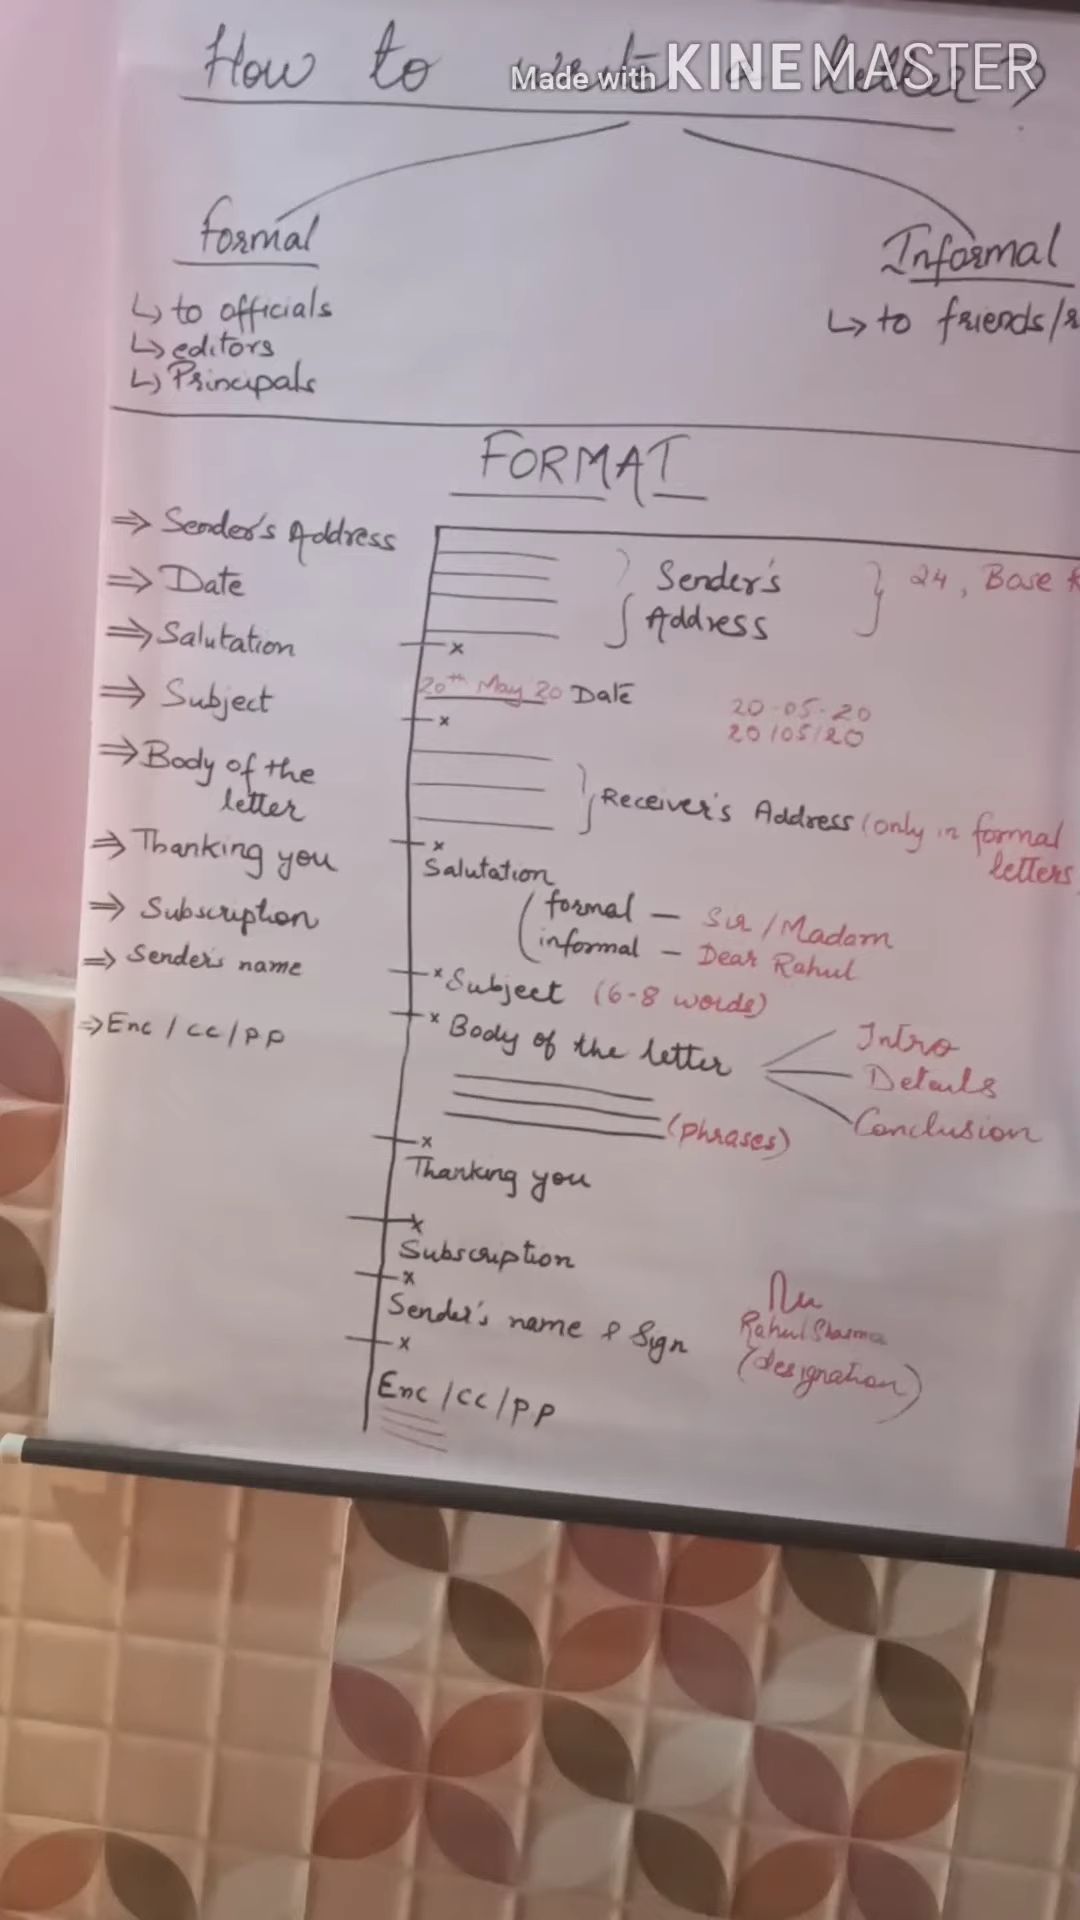 How to write a letter?
Made with KINEMASTER
Formal
↳ to officials
↳ editors
↳ Principals
Informal
↳ to friends/
FORMAT
⇒ Sender's Address
⇒ Date
⇒ Salutation
⇒ Subject
⇒ Body of the
letter
⇒ Thanking you
⇒ Subscription
⇒ Sender's name
⇒ Enc / CC / PP
Sender's
Address
24, Base
20th May 20 Date
20-05-20
20/05/20
Receiver's Address (only in formal
letters
Salutation
formal — Sir / Madam
informal — Dear Rahul
Subject (6-8 words)
Body of the letter
Intro
Details
Conclusion
(phrases)
Thanking you
Subscription
Sender's name & Sign
Rahul Sharma
(designation)
Enc / CC / PP